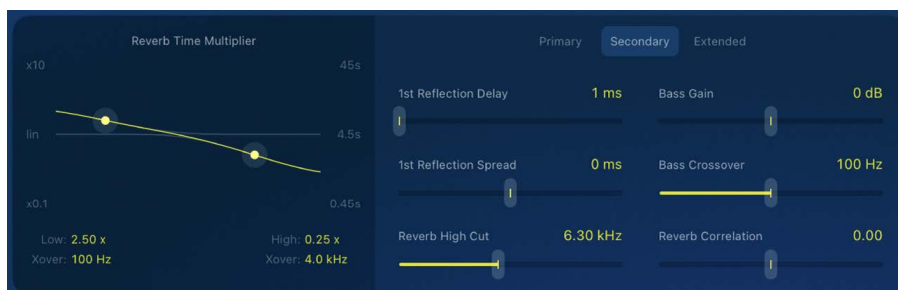 Reverb Time Multiplier
x10
45s
lin
4.5s
x0.1
0.45s
Low: 2.50 x
High: 0.25 x
Xover: 100 Hz
Xover: 4.0 kHz
Primary
Secondary
Extended
1st Reflection Delay
1 ms
Bass Gain
0 dB
1st Reflection Spread
0 ms
Bass Crossover
100 Hz
Reverb High Cut
6.30 kHz
Reverb Correlation
0.00